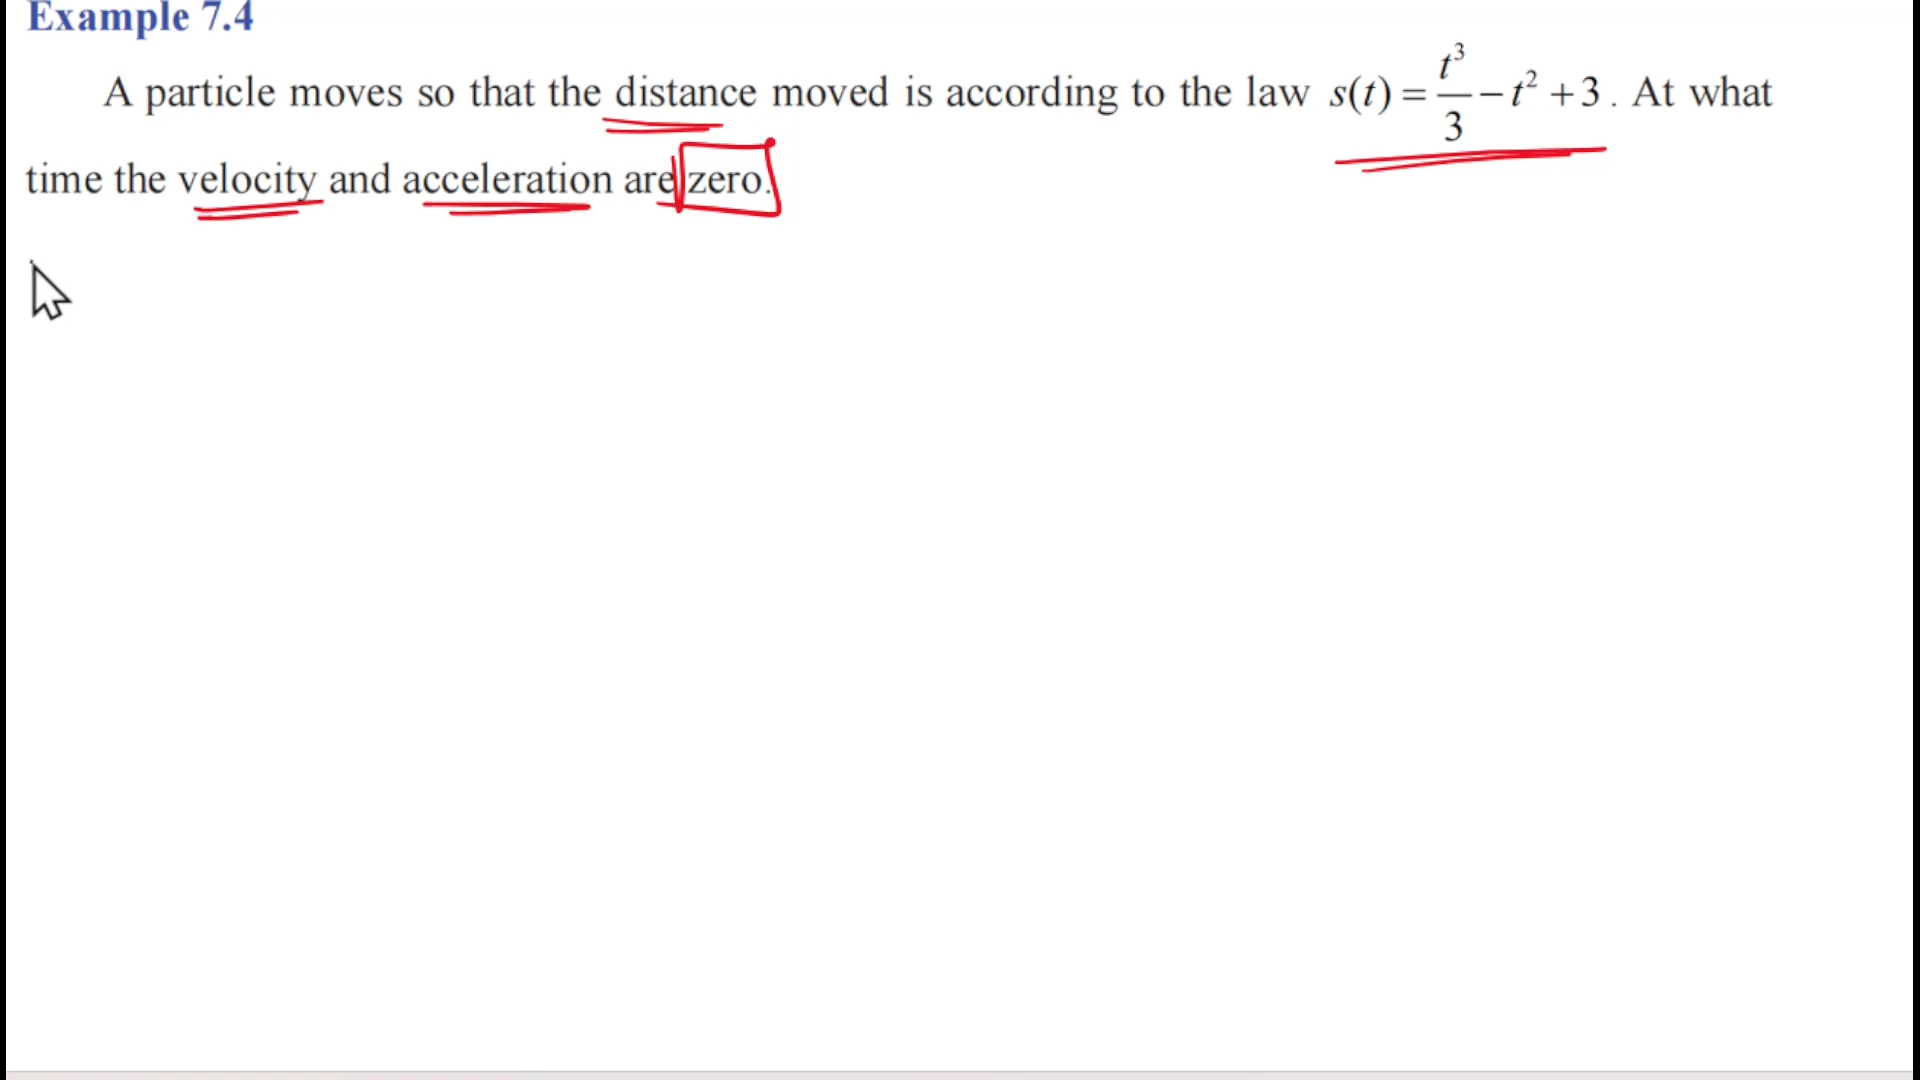 Example 7.4
A particle moves so that the distance moved is according to the law s(t) = t³/3 − t² + 3. At what
time the velocity and acceleration are zero.